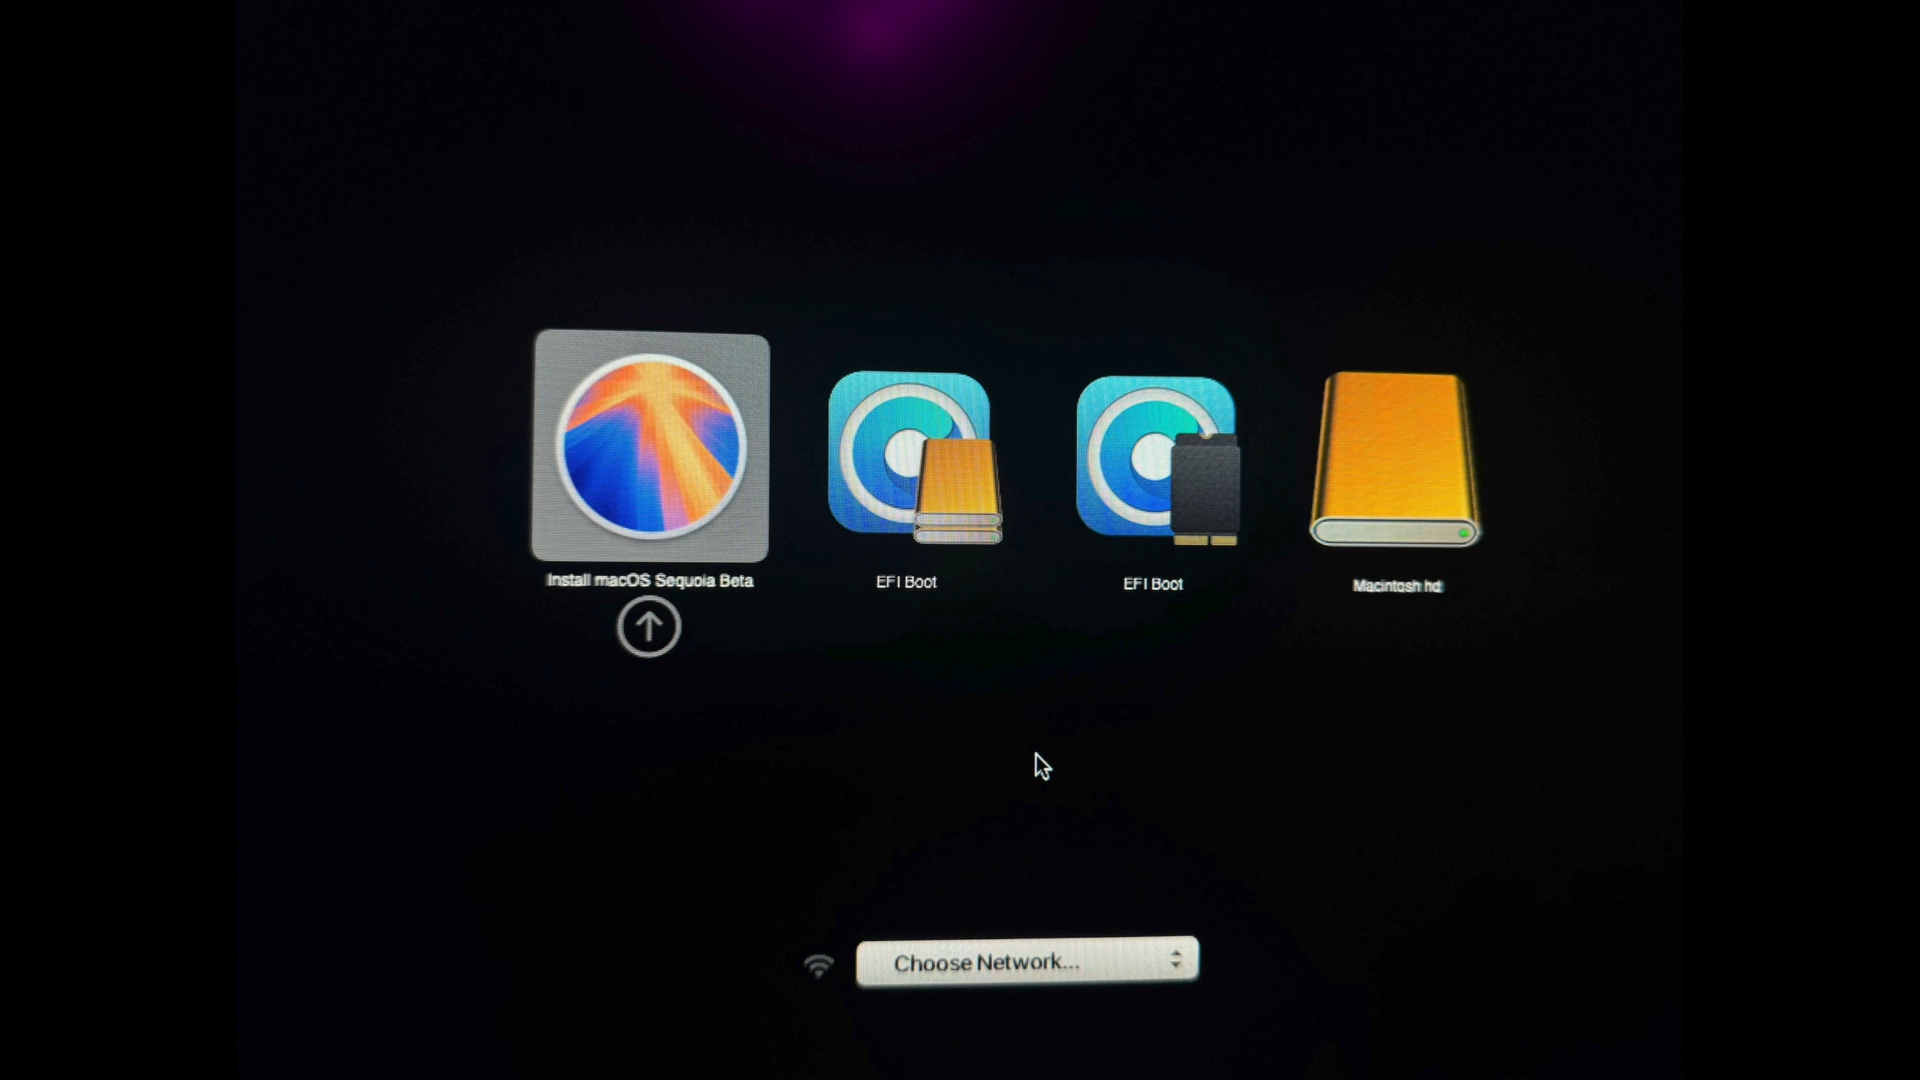 Install macOS Sequoia Beta
EFI Boot
EFI Boot
Macintosh hd
Choose Network...